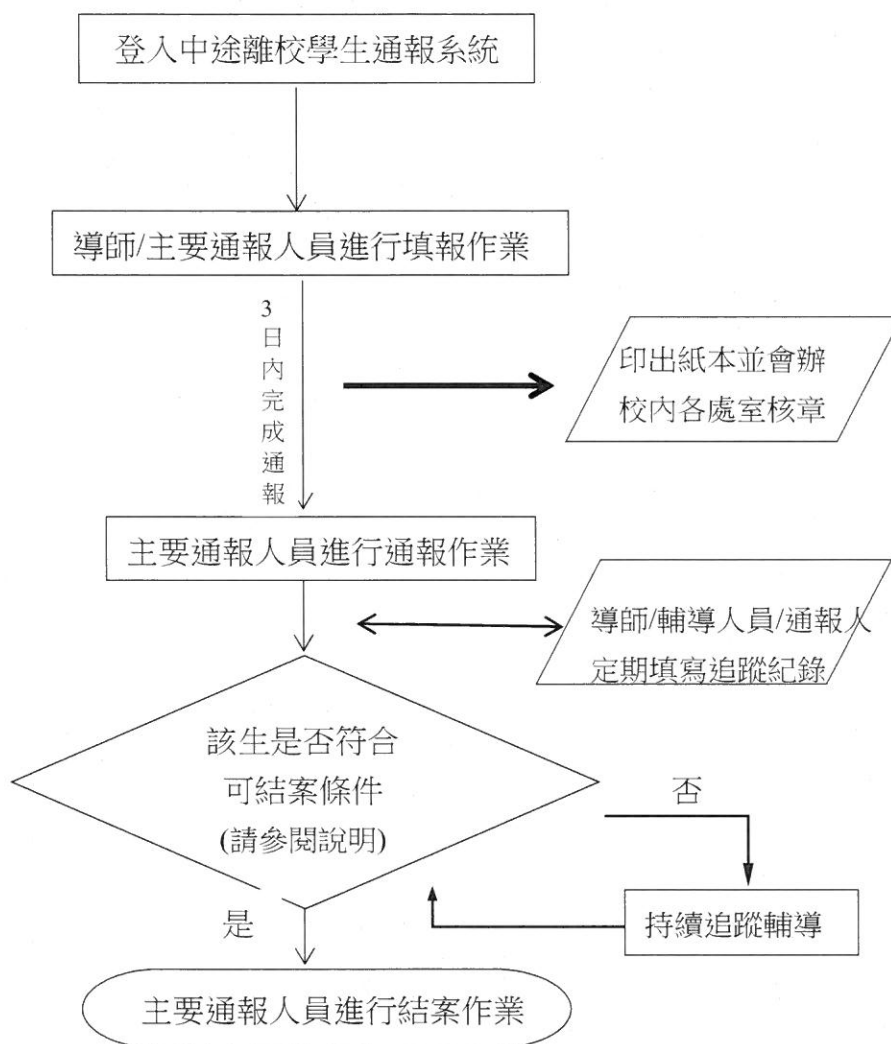 登入中途離校學生通報系統
導師/主要通報人員進行填報作業
3日內完成通報
印出紙本並會辦
校內各處室核章
主要通報人員進行通報作業
導師/輔導人員/通報人
定期填寫追蹤紀錄
該生是否符合
可結案條件
(請參閱說明)
否
持續追蹤輔導
是
主要通報人員進行結案作業